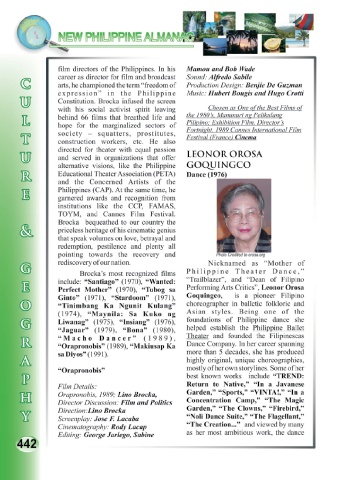 NEW PHILIPPINE ALMANAC
CULTURE
&
GEOGRAPHY
442
film directors of the Philippines. In his
career as director for film and broadcast
arts, he championed the term “freedom of
expression” in the Philippine
Constitution. Brocka infused the screen
with his social activist spirit leaving
behind 66 films that breathed life and
hope for the marginalized sectors of
society – squatters, prostitutes,
construction workers, etc. He also
directed for theater with equal passion
and served in organizations that offer
alternative visions, like the Philippine
Educational Theater Association (PETA)
and the Concerned Artists of the
Philippines (CAP). At the same time, he
garnered awards and recognition from
institutions like the CCP, FAMAS,
TOYM, and Cannes Film Festival.
Brocka bequeathed to our country the
priceless heritage of his cinematic genius
that speak volumes on love, betrayal and
redemption, pestilence and plenty all
pointing towards the recovery and
rediscovery of our nation.
Brocka’s most recognized films
include: “Santiago” (1970), “Wanted:
Perfect Mother” (1970), “Tubog sa
Ginto” (1971), “Stardoom” (1971),
“Tinimbang Ka Ngunit Kulang”
(1974), “Maynila: Sa Kuko ng
Liwanag” (1975), “Insiang” (1976),
“Jaguar” (1979), “Bona” (1980),
“Macho Dancer” (1989),
“Orapronobis” (1989), “Makiusap Ka
sa Diyos” (1991).
“Orapronobis”
Film Details:
Orapronobis, 1989; Lino Brocka,
Director Discussion: Film and Politics
Direction: Lino Brocka
Screenplay: Jose F. Lacaba
Cinematography: Rody Lacap
Editing: George Jarlego, Sabine
Mamou and Bob Wade
Sound: Alfredo Sabile
Production Design: Benjie De Guzman
Music: Hubert Bougis and Hugo Crotti
Chosen as One of the Best Films of
the 1980’s, Manunuri ng Pelikulang
Pilipino; Exhibition Film, Director’s
Fortnight, 1989 Cannes International Film
Festival (France) Cinema
LEONOR OROSA
GOQUINGCO
Dance (1976)
Photo Credited to orosa.org
Nicknamed as “Mother of
Philippine Theater Dance,”
“Trailblazer”, and “Dean of Filipino
Performing Arts Critics”, Leonor Orosa
Goquingco, is a pioneer Filipino
choreographer in balletic folklorie and
Asian styles. Being one of the
foundations of Philippine dance she
helped establish the Philippine Ballet
Theater and founded the Filipinescas
Dance Company. In her career spanning
more than 5 decades, she has produced
highly original, unique choreographies,
mostly of her own storylines. Some of her
best known works include “TREND:
Return to Native,” “In a Javanese
Garden,” “Sports,” “VINTA!,” “In a
Concentration Camp,” “The Magic
Garden,” “The Clowns,” “Firebird,”
“Noli Dance Suite,” “The Flagellant,”
“The Creation...” and viewed by many
as her most ambitious work, the dance